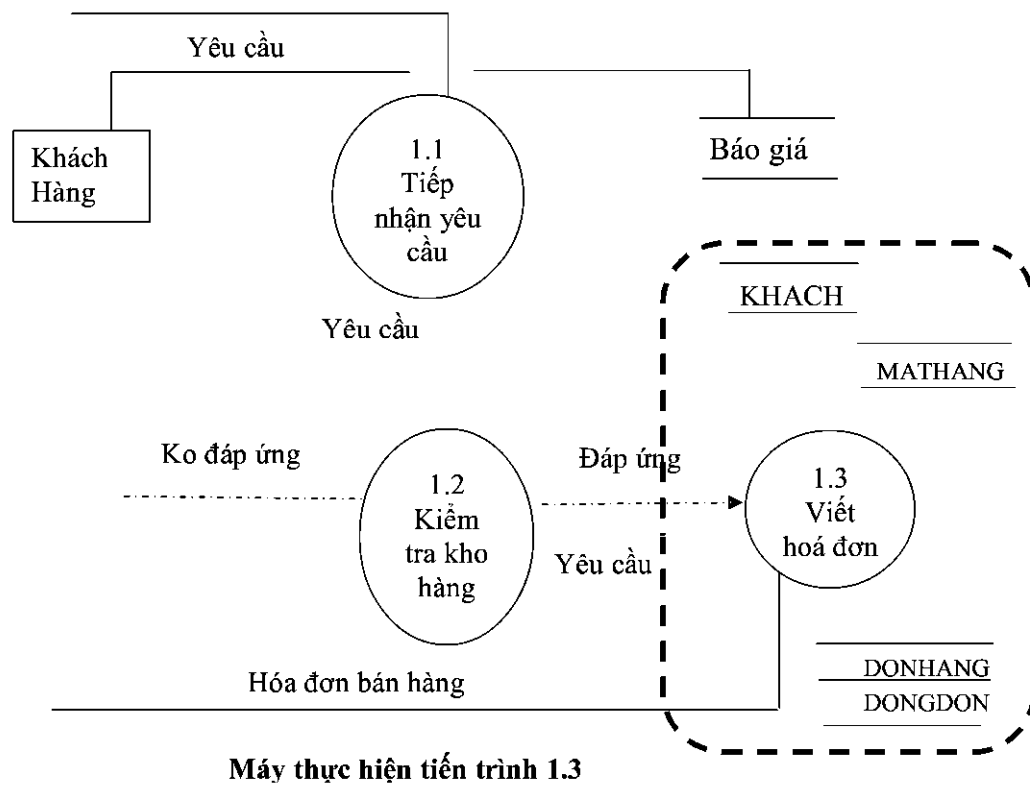 Yêu cầu
Khách
Hàng
1.1
Tiếp
nhận yêu
cầu
Báo giá
Yêu cầu
KHACH
MATHANG
Ko đáp ứng
1.2
Kiểm
tra kho
hàng
Đáp ứng
Yêu cầu
1.3
Viết
hoá đơn
Hóa đơn bán hàng
DONHANG
DONGDON
Máy thực hiện tiến trình 1.3